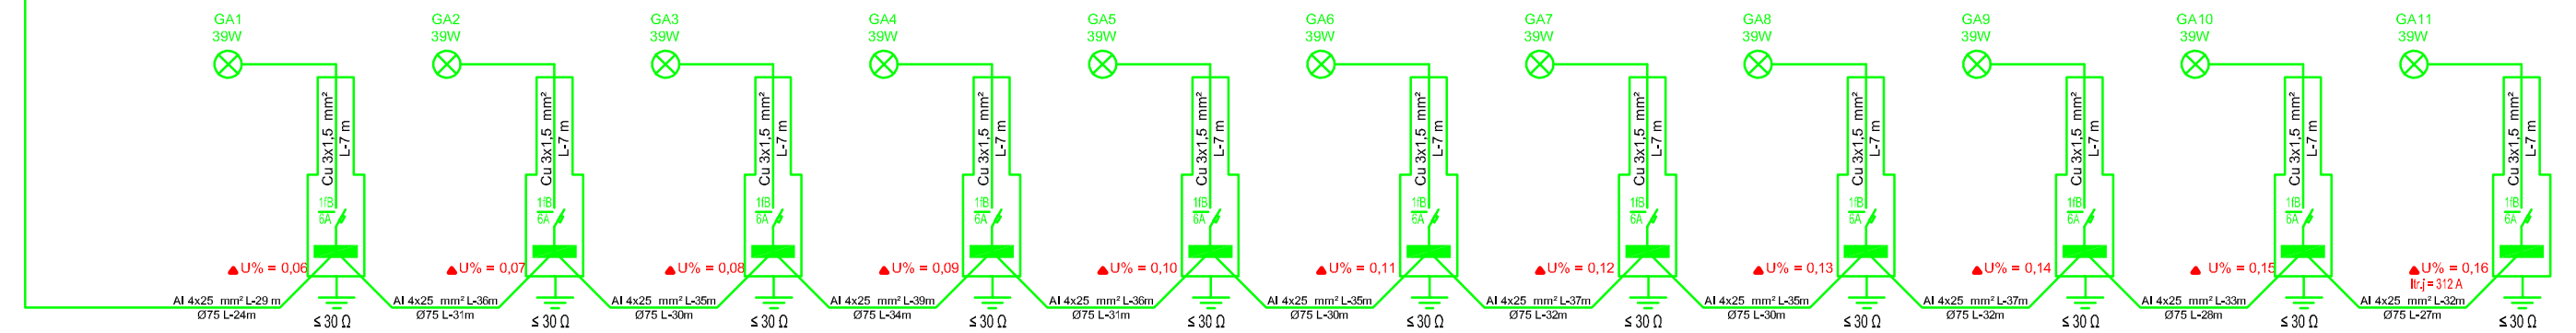 GA1
39W
Cu 3x1,5 mm²
L-7 m
1fB
6A
U% = 0,06
Al 4x25 mm² L-29 m
Ø75 L-24m
≤ 30 Ω
GA2
39W
Cu 3x1,5 mm²
L-7 m
1fB
6A
U% = 0,07
Al 4x25 mm² L-36m
Ø75 L-31m
≤ 30 Ω
GA3
39W
Cu 3x1,5 mm²
L-7 m
1fB
6A
U% = 0,08
Al 4x25 mm² L-35m
Ø75 L-30m
≤ 30 Ω
GA4
39W
Cu 3x1,5 mm²
L-7 m
1fB
6A
U% = 0,09
Al 4x25 mm² L-39m
Ø75 L-34m
≤ 30 Ω
GA5
39W
Cu 3x1,5 mm²
L-7 m
1fB
6A
U% = 0,10
Al 4x25 mm² L-36m
Ø75 L-31m
≤ 30 Ω
GA6
39W
Cu 3x1,5 mm²
L-7 m
1fB
6A
U% = 0,11
Al 4x25 mm² L-35m
Ø75 L-30m
≤ 30 Ω
GA7
39W
Cu 3x1,5 mm²
L-7 m
1fB
6A
U% = 0,12
Al 4x25 mm² L-37m
Ø75 L-32m
≤ 30 Ω
GA8
39W
Cu 3x1,5 mm²
L-7 m
1fB
6A
U% = 0,13
Al 4x25 mm² L-35m
Ø75 L-30m
≤ 30 Ω
GA9
39W
Cu 3x1,5 mm²
L-7 m
1fB
6A
U% = 0,14
Al 4x25 mm² L-37m
Ø75 L-32m
≤ 30 Ω
GA10
39W
Cu 3x1,5 mm²
L-7 m
1fB
6A
U% = 0,15
Al 4x25 mm² L-33m
Ø75 L-28m
≤ 30 Ω
GA11
39W
Cu 3x1,5 mm²
L-7 m
1fB
6A
U% = 0,16
Itr.j = 312 A
Al 4x25 mm² L-32m
Ø75 L-27m
≤ 30 Ω